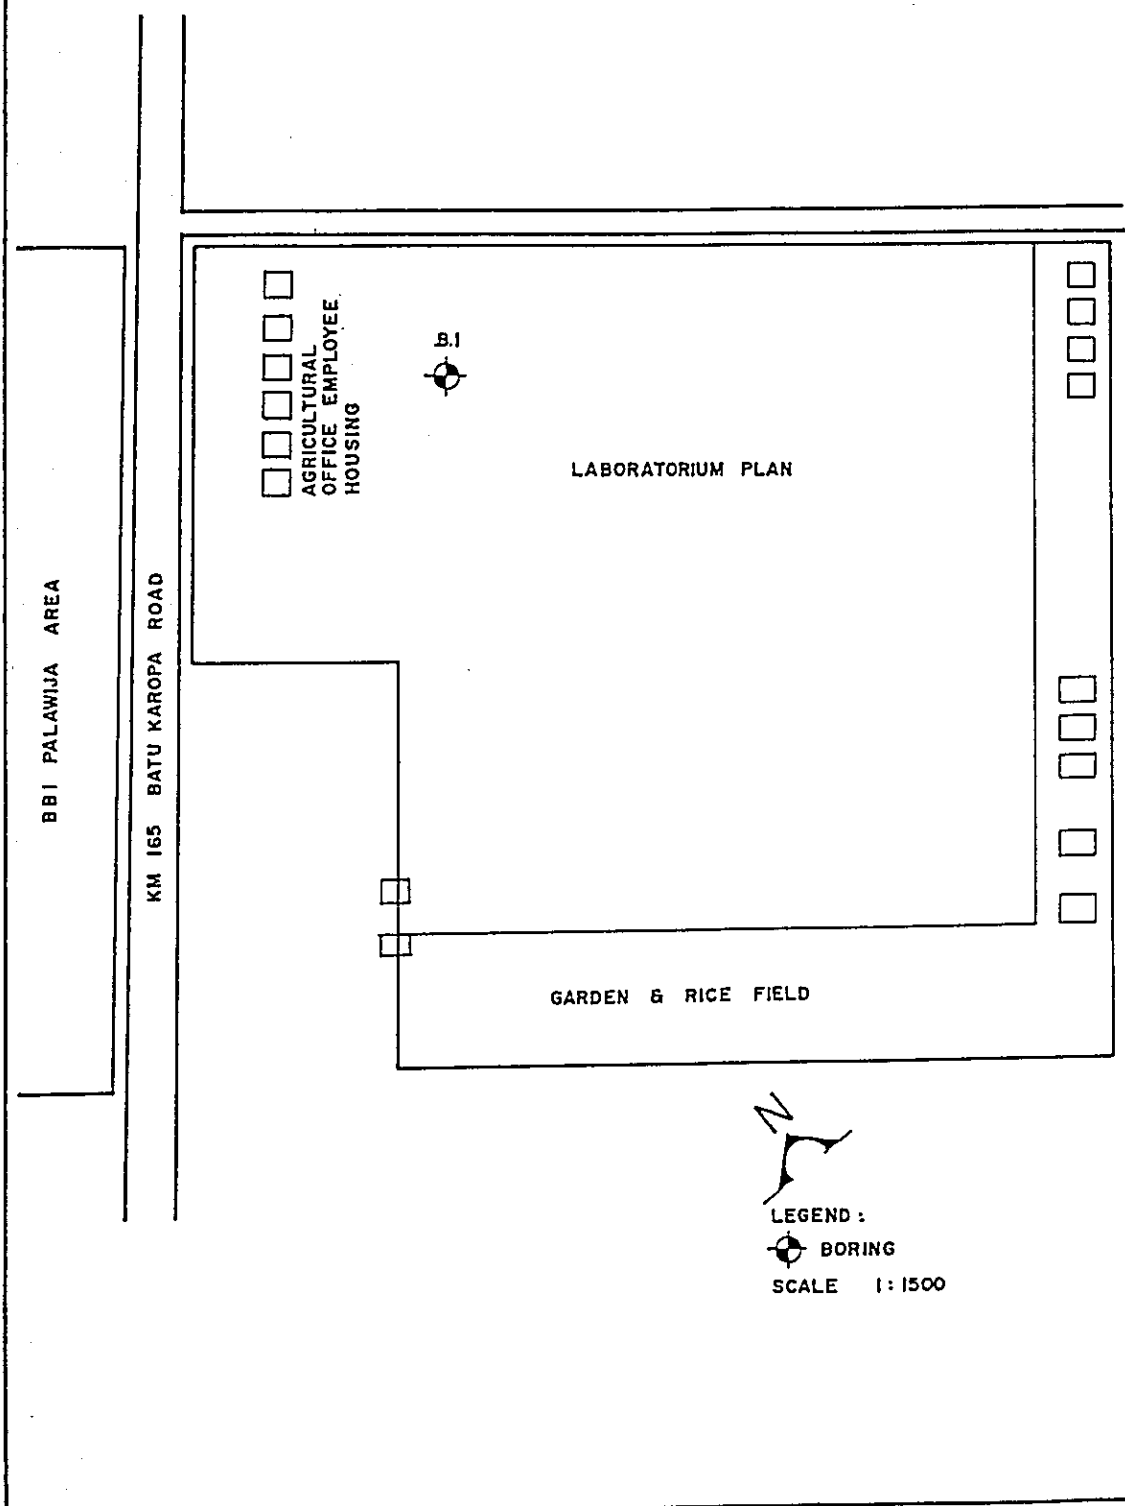 B.1
AGRICULTURAL
OFFICE EMPLOYEE
HOUSING
LABORATORIUM PLAN
BBI PALAWIJA AREA
KM 165 BATU KAROPA ROAD
GARDEN & RICE FIELD
N
LEGEND :
BORING
SCALE 1 : 1500